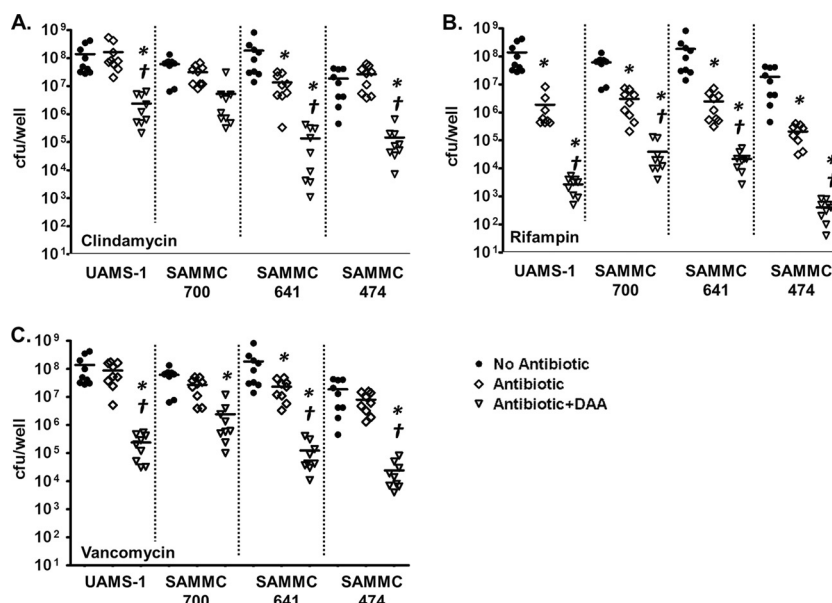 A.
10⁹
10⁸
10⁷
10⁶
10⁵
10⁴
10³
10²
10¹
cfu/well
* †
* * †
* †
Clindamycin
UAMS-1 SAMMC 700 SAMMC 641 SAMMC 474
B.
10⁹
10⁸
10⁷
10⁶
10⁵
10⁴
10³
10²
10¹
cfu/well
* * †
* * †
* * †
* * †
Rifampin
UAMS-1 SAMMC 700 SAMMC 641 SAMMC 474
C.
10⁹
10⁸
10⁷
10⁶
10⁵
10⁴
10³
10²
10¹
cfu/well
* †
*
* * †
* †
Vancomycin
UAMS-1 SAMMC 700 SAMMC 641 SAMMC 474
No Antibiotic
Antibiotic
Antibiotic+DAA